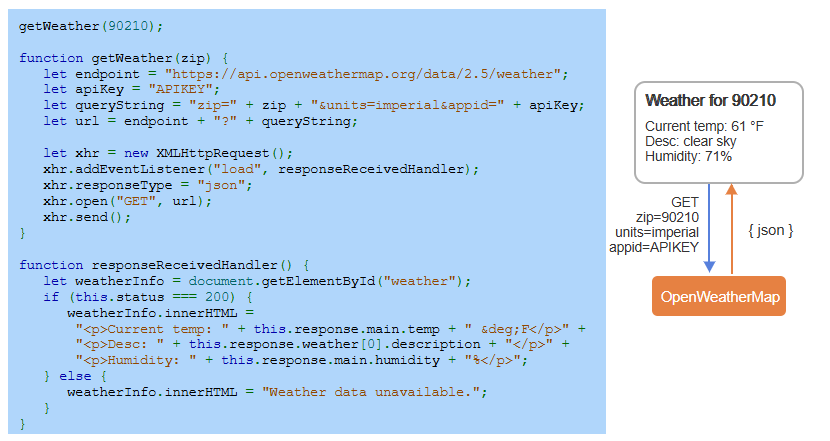 getWeather(90210);
function getWeather(zip) {
let endpoint = "https://api.openweathermap.org/data/2.5/weather";
let apiKey = "APIKEY";
let queryString = "zip=" + zip + "&units=imperial&appid=" + apiKey;
let url = endpoint + "?" + queryString;
let xhr = new XMLHttpRequest();
xhr.addEventListener("load", responseReceivedHandler);
xhr.responseType = "json";
xhr.open("GET", url);
xhr.send();
}
function responseReceivedHandler() {
let weatherInfo = document.getElementById("weather");
if (this.status === 200) {
weatherInfo.innerHTML =
"<p>Current temp: " + this.response.main.temp + " &deg;F</p>" +
"<p>Desc: " + this.response.weather[0].description + "</p>" +
"<p>Humidity: " + this.response.main.humidity + "%</p>";
} else {
weatherInfo.innerHTML = "Weather data unavailable.";
}
}
Weather for 90210
Current temp: 61 °F
Desc: clear sky
Humidity: 71%
GET
zip=90210
units=imperial
appid=APIKEY
{ json }
OpenWeatherMap